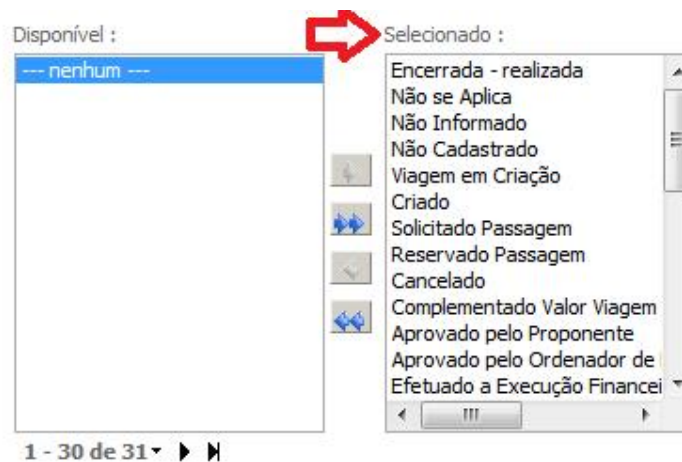 Disponível :
--- nenhum ---
1 - 30 de 31
Selecionado :
Encerrada - realizada
Não se Aplica
Não Informado
Não Cadastrado
Viagem em Criação
Criado
Solicitado Passagem
Reservado Passagem
Cancelado
Complementado Valor Viagem
Aprovado pelo Proponente
Aprovado pelo Ordenador de
Efetuado a Execução Financei